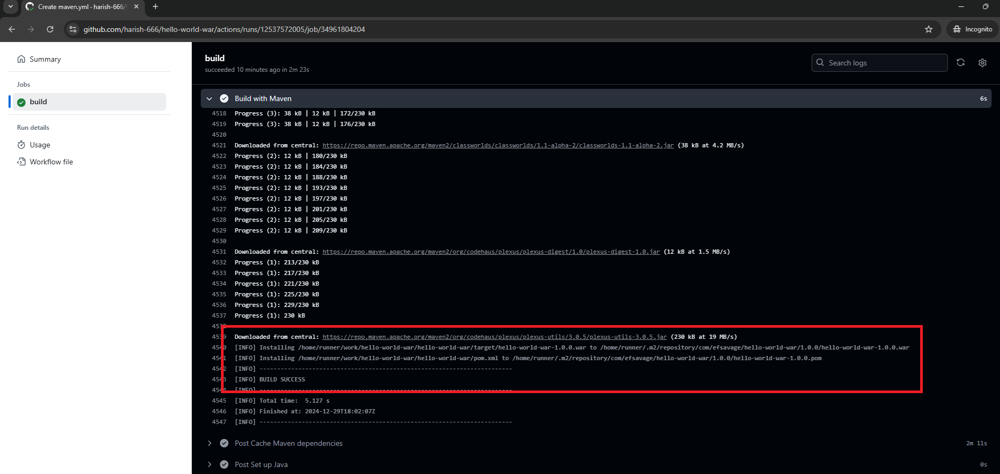 Create maven.yml · harish-666/
github.com/harish-666/hello-world-war/actions/runs/12537572005/job/34961804204
Incognito
Summary
Jobs
build
Run details
Usage
Workflow file
build
succeeded 10 minutes ago in 2m 23s
Search logs
Build with Maven 6s
4518 Progress (3): 38 kB | 12 kB | 172/230 kB
4519 Progress (3): 38 kB | 12 kB | 176/230 kB
4520
4521 Downloaded from central: https://repo.maven.apache.org/maven2/classworlds/classworlds/1.1-alpha-2/classworlds-1.1-alpha-2.jar (38 kB at 4.2 MB/s)
4522 Progress (2): 12 kB | 180/230 kB
4523 Progress (2): 12 kB | 184/230 kB
4524 Progress (2): 12 kB | 188/230 kB
4525 Progress (2): 12 kB | 193/230 kB
4526 Progress (2): 12 kB | 197/230 kB
4527 Progress (2): 12 kB | 201/230 kB
4528 Progress (2): 12 kB | 205/230 kB
4529 Progress (2): 12 kB | 209/230 kB
4530
4531 Downloaded from central: https://repo.maven.apache.org/maven2/org/codehaus/plexus/plexus-digest/1.0/plexus-digest-1.0.jar (12 kB at 1.5 MB/s)
4532 Progress (1): 213/230 kB
4533 Progress (1): 217/230 kB
4534 Progress (1): 221/230 kB
4535 Progress (1): 225/230 kB
4536 Progress (1): 229/230 kB
4537 Progress (1): 230 kB
4538
4539 Downloaded from central: https://repo.maven.apache.org/maven2/org/codehaus/plexus/plexus-utils/3.0.5/plexus-utils-3.0.5.jar (230 kB at 19 MB/s)
4540 [INFO] Installing /home/runner/work/hello-world-war/hello-world-war/target/hello-world-war-1.0.0.war to /home/runner/.m2/repository/com/efsavage/hello-world-war/1.0.0/hello-world-war-1.0.0.war
4541 [INFO] Installing /home/runner/work/hello-world-war/hello-world-war/pom.xml to /home/runner/.m2/repository/com/efsavage/hello-world-war/1.0.0/hello-world-war-1.0.0.pom
4542 [INFO] ------------------------------------------------------------------------
4543 [INFO] BUILD SUCCESS
4544 [INFO] ------------------------------------------------------------------------
4545 [INFO] Total time:  5.127 s
4546 [INFO] Finished at: 2024-12-29T18:02:07Z
4547 [INFO] ------------------------------------------------------------------------
Post Cache Maven dependencies 2m 11s
Post Set up Java 0s